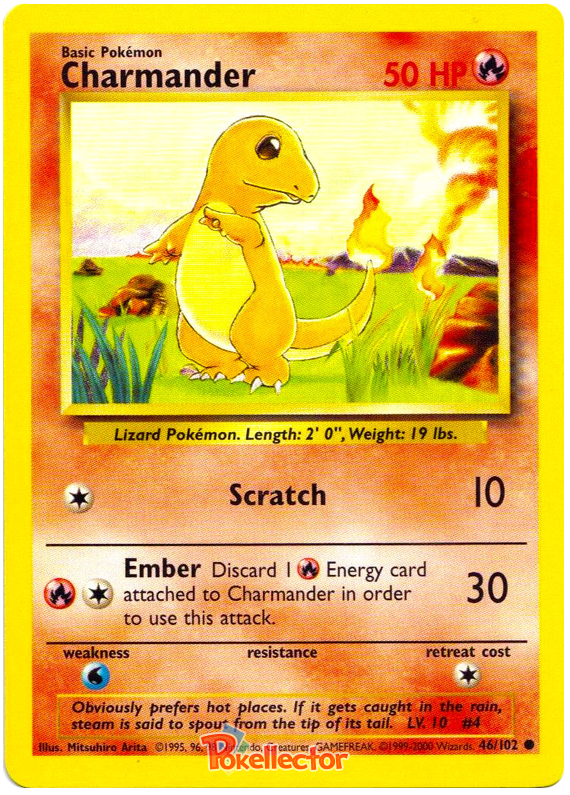 Basic Pokémon
Charmander 50 HP
Lizard Pokémon. Length: 2' 0", Weight: 19 lbs.
Scratch 10
Ember Discard 1 Energy card
attached to Charmander in order
to use this attack.
30
weakness resistance retreat cost
Obviously prefers hot places. If it gets caught in the rain,
steam is said to spout from the tip of its tail. LV. 10 #4
Illus. Mitsuhiro Arita ©1995, 96, Nintendo, Creatures, GAMEFREAK. ©1999-2000 Wizards. 46/102
Pokellector